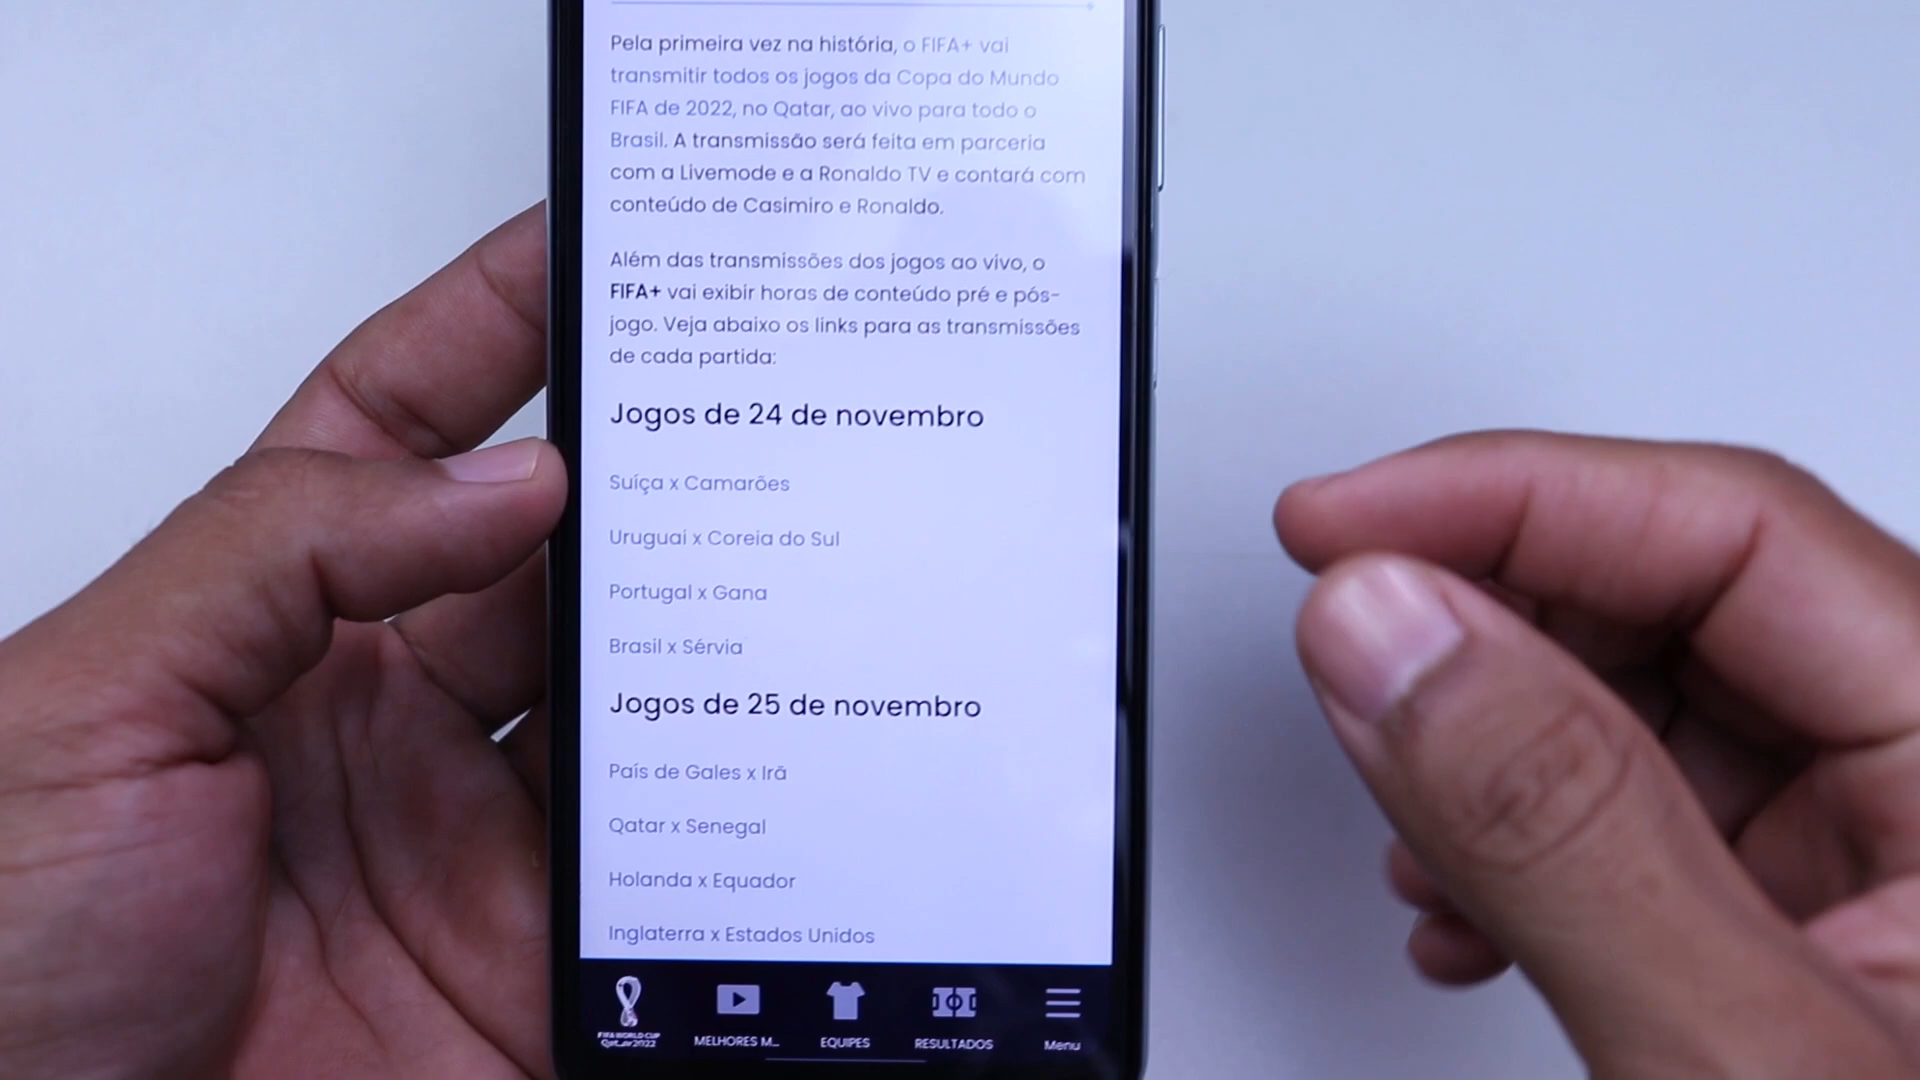 Pela primeira vez na história, o FIFA+ vai
transmitir todos os jogos da Copa do Mundo
FIFA de 2022, no Qatar, ao vivo para todo o
Brasil. A transmissão será feita em parceria
com a Livemode e a Ronaldo TV e contará com
conteúdo de Casimiro e Ronaldo.
Além das transmissões dos jogos ao vivo, o
FIFA+ vai exibir horas de conteúdo pré e pós-
jogo. Veja abaixo os links para as transmissões
de cada partida:
Jogos de 24 de novembro
Suíça x Camarões
Uruguai x Coreia do Sul
Portugal x Gana
Brasil x Sérvia
Jogos de 25 de novembro
País de Gales x Irã
Qatar x Senegal
Holanda x Equador
Inglaterra x Estados Unidos
FIFA WORLD CUP
Qatar2022
MELHORES M...
EQUIPES
RESULTADOS
Menu